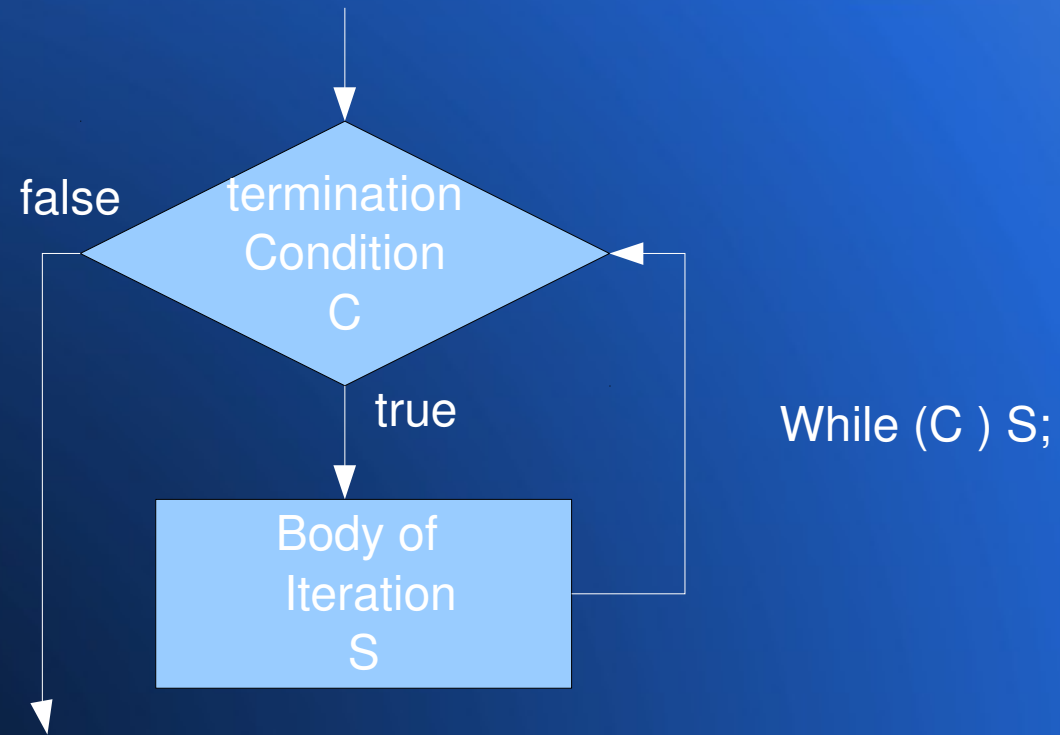 false
termination
Condition
C
true
While (C ) S;
Body of
Iteration
S